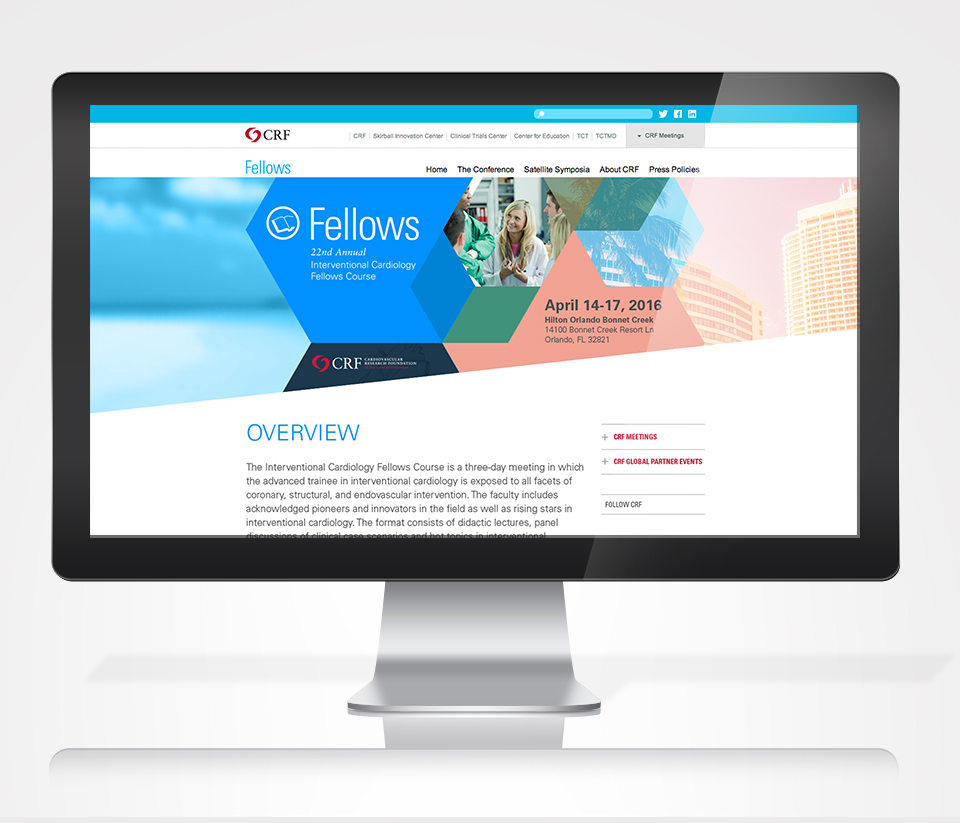 CRF
CRF Skirball Innovation Center Clinical Trials Center Center for Education TCT TCTMD CRF Meetings
Fellows
Home The Conference Satellite Symposia About CRF Press Policies
Fellows
22nd Annual
Interventional Cardiology
Fellows Course
April 14-17, 2016
Hilton Orlando Bonnet Creek
14100 Bonnet Creek Resort Ln
Orlando, FL 32821
CRF CARDIOVASCULAR
RESEARCH FOUNDATION
OVERVIEW
The Interventional Cardiology Fellows Course is a three-day meeting in which
the advanced trainee in interventional cardiology is exposed to all facets of
coronary, structural, and endovascular intervention. The faculty includes
acknowledged pioneers and innovators in the field as well as rising stars in
interventional cardiology. The format consists of didactic lectures, panel
discussions of clinical case scenarios and hot topics in interventional
+ CRF MEETINGS
+ CRF GLOBAL PARTNER EVENTS
FOLLOW CRF